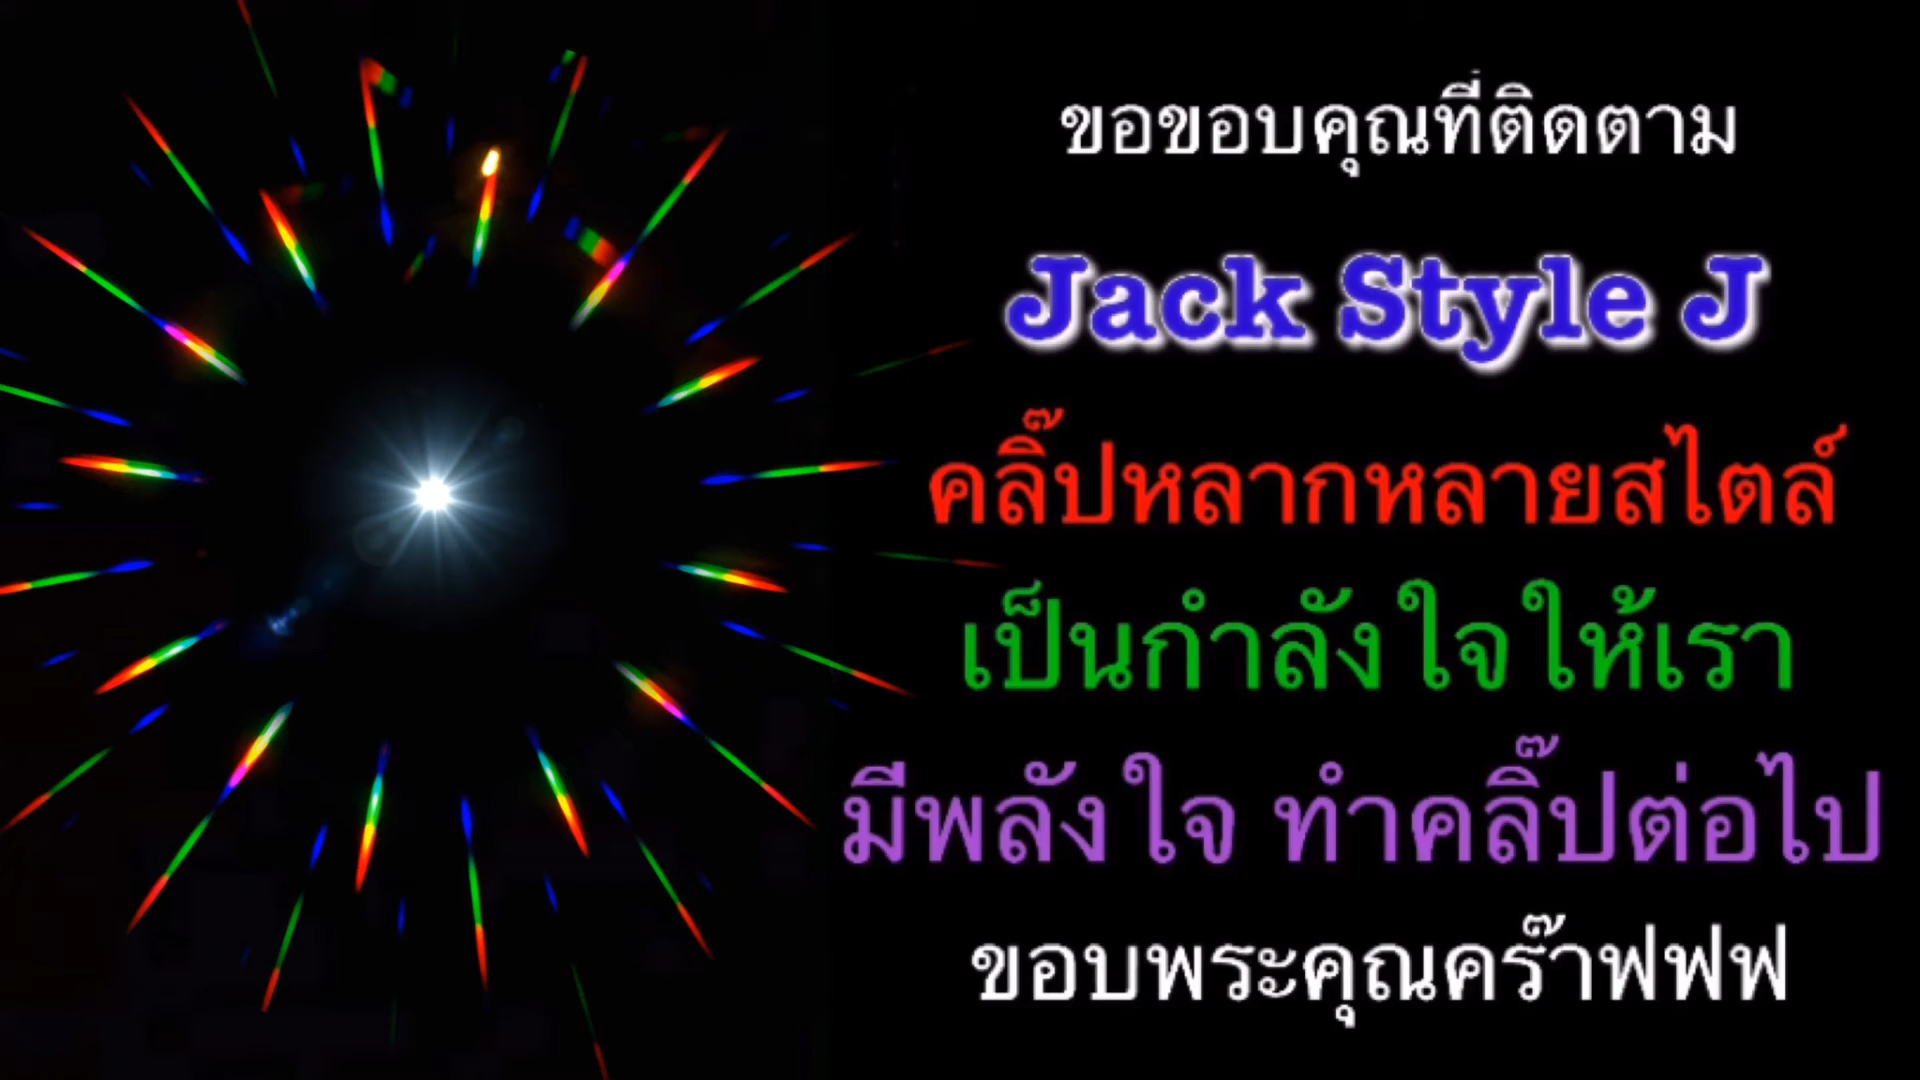 ขอขอบคุณที่ติดตาม
Jack Style J
คลิ๊ปหลากหลายสไตล์
เป็นกำลังใจให้เรา
มีพลังใจ ทำคลิ๊ปต่อไป
ขอบพระคุณคร๊าฟฟฟ